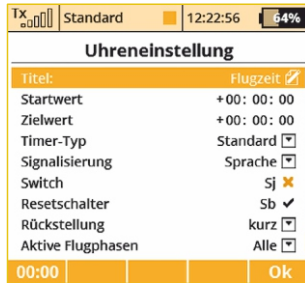 Tx Standard 12:22:56 64%
Uhreneinstellung
Titel: Flugzeit
Startwert +00: 00: 00
Zielwert +00: 00: 00
Timer-Typ Standard
Signalisierung Sprache
Switch Sj
Resetschalter Sb
Rückstellung kurz
Aktive Flugphasen Alle
00:00 Ok